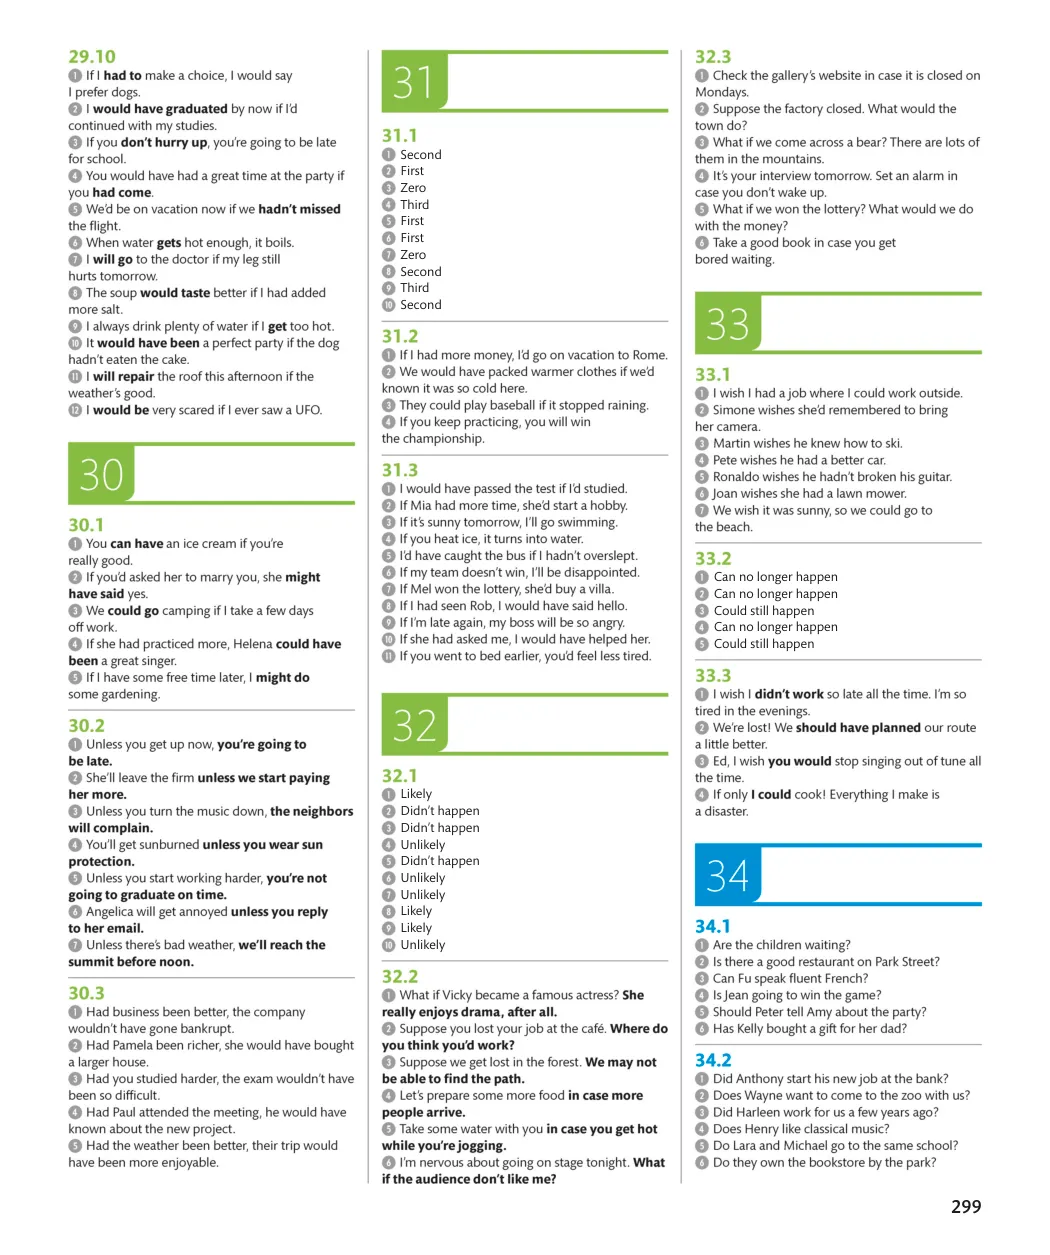 29.10
1 If I had to make a choice, I would say
I prefer dogs.
2 I would have graduated by now if I'd
continued with my studies.
3 If you don't hurry up, you're going to be late
for school.
4 You would have had a great time at the party if
you had come.
5 We'd be on vacation now if we hadn't missed
the flight.
6 When water gets hot enough, it boils.
7 I will go to the doctor if my leg still
hurts tomorrow.
8 The soup would taste better if I had added
more salt.
9 I always drink plenty of water if I get too hot.
10 It would have been a perfect party if the dog
hadn't eaten the cake.
11 I will repair the roof this afternoon if the
weather's good.
12 I would be very scared if I ever saw a UFO.
30
30.1
1 You can have an ice cream if you're
really good.
2 If you'd asked her to marry you, she might
have said yes.
3 We could go camping if I take a few days
off work.
4 If she had practiced more, Helena could have
been a great singer.
5 If I have some free time later, I might do
some gardening.
30.2
1 Unless you get up now, you're going to
be late.
2 She'll leave the firm unless we start paying
her more.
3 Unless you turn the music down, the neighbors
will complain.
4 You'll get sunburned unless you wear sun
protection.
5 Unless you start working harder, you're not
going to graduate on time.
6 Angelica will get annoyed unless you reply
to her email.
7 Unless there's bad weather, we'll reach the
summit before noon.
30.3
1 Had business been better, the company
wouldn't have gone bankrupt.
2 Had Pamela been richer, she would have bought
a larger house.
3 Had you studied harder, the exam wouldn't have
been so difficult.
4 Had Paul attended the meeting, he would have
known about the new project.
5 Had the weather been better, their trip would
have been more enjoyable.
31
31.1
1 Second
2 First
3 Zero
4 Third
5 First
6 First
7 Zero
8 Second
9 Third
10 Second
31.2
1 If I had more money, I'd go on vacation to Rome.
2 We would have packed warmer clothes if we'd
known it was so cold here.
3 They could play baseball if it stopped raining.
4 If you keep practicing, you will win
the championship.
31.3
1 I would have passed the test if I'd studied.
2 If Mia had more time, she'd start a hobby.
3 If it's sunny tomorrow, I'll go swimming.
4 If you heat ice, it turns into water.
5 I'd have caught the bus if I hadn't overslept.
6 If my team doesn't win, I'll be disappointed.
7 If Mel won the lottery, she'd buy a villa.
8 If I had seen Rob, I would have said hello.
9 If I'm late again, my boss will be so angry.
10 If she had asked me, I would have helped her.
11 If you went to bed earlier, you'd feel less tired.
32
32.1
1 Likely
2 Didn't happen
3 Didn't happen
4 Unlikely
5 Didn't happen
6 Unlikely
7 Unlikely
8 Likely
9 Likely
10 Unlikely
32.2
1 What if Vicky became a famous actress? She
really enjoys drama, after all.
2 Suppose you lost your job at the café. Where do
you think you'd work?
3 Suppose we get lost in the forest. We may not
be able to find the path.
4 Let's prepare some more food in case more
people arrive.
5 Take some water with you in case you get hot
while you're jogging.
6 I'm nervous about going on stage tonight. What
if the audience don't like me?
32.3
1 Check the gallery's website in case it is closed on
Mondays.
2 Suppose the factory closed. What would the
town do?
3 What if we come across a bear? There are lots of
them in the mountains.
4 It's your interview tomorrow. Set an alarm in
case you don't wake up.
5 What if we won the lottery? What would we do
with the money?
6 Take a good book in case you get
bored waiting.
33
33.1
1 I wish I had a job where I could work outside.
2 Simone wishes she'd remembered to bring
her camera.
3 Martin wishes he knew how to ski.
4 Pete wishes he had a better car.
5 Ronaldo wishes he hadn't broken his guitar.
6 Joan wishes she had a lawn mower.
7 We wish it was sunny, so we could go to
the beach.
33.2
1 Can no longer happen
2 Can no longer happen
3 Could still happen
4 Can no longer happen
5 Could still happen
33.3
1 I wish I didn't work so late all the time. I'm so
tired in the evenings.
2 We're lost! We should have planned our route
a little better.
3 Ed, I wish you would stop singing out of tune all
the time.
4 If only I could cook! Everything I make is
a disaster.
34
34.1
1 Are the children waiting?
2 Is there a good restaurant on Park Street?
3 Can Fu speak fluent French?
4 Is Jean going to win the game?
5 Should Peter tell Amy about the party?
6 Has Kelly bought a gift for her dad?
34.2
1 Did Anthony start his new job at the bank?
2 Does Wayne want to come to the zoo with us?
3 Did Harleen work for us a few years ago?
4 Does Henry like classical music?
5 Do Lara and Michael go to the same school?
6 Do they own the bookstore by the park?
299